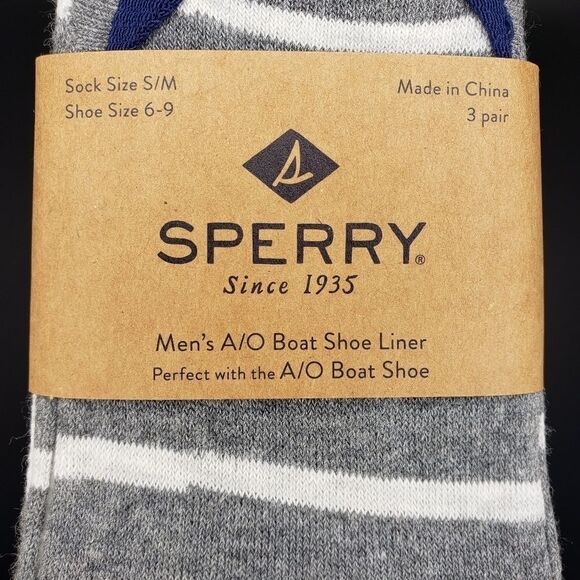 Sock Size S/M
Shoe Size 6-9
Made in China
3 pair
SPERRY®
Since 1935
Men's A/O Boat Shoe Liner
Perfect with the A/O Boat Shoe